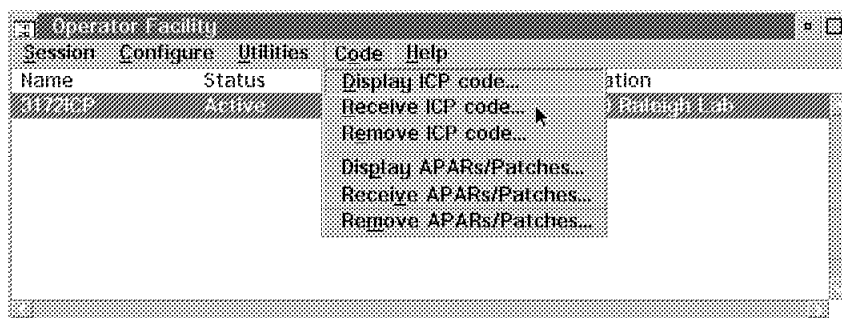 Operator Facility
Session Configure Utilities Code Help
Name Status ation
3172ICP Active Raleigh Lab
Display ICP code...
Receive ICP code...
Remove ICP code...
Display APARs/Patches...
Receive APARs/Patches...
Remove APARs/Patches...